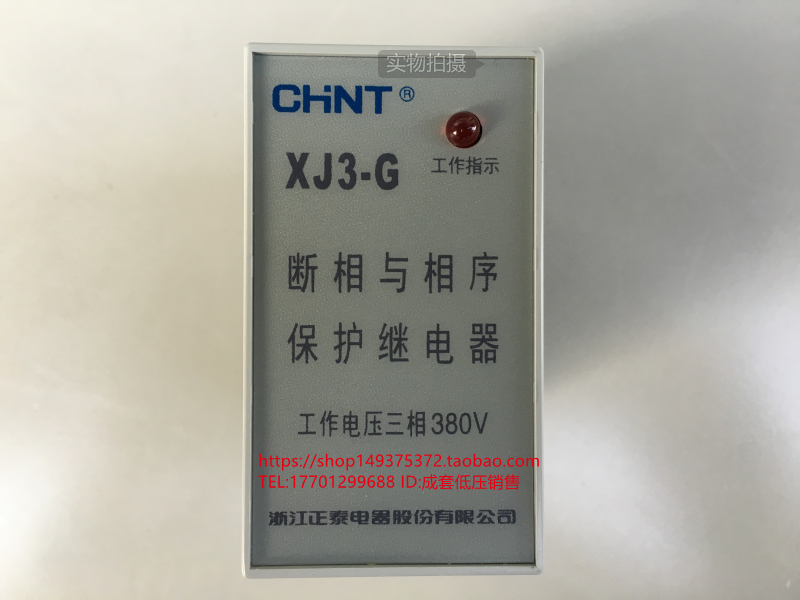 实物拍摄
CHNT®
XJ3-G
工作指示
断相与相序
保护继电器
工作电压三相380V
https://shop149375372.taobao.com
TEL:17701299688 ID:成套低压销售
浙江正泰电器股份有限公司